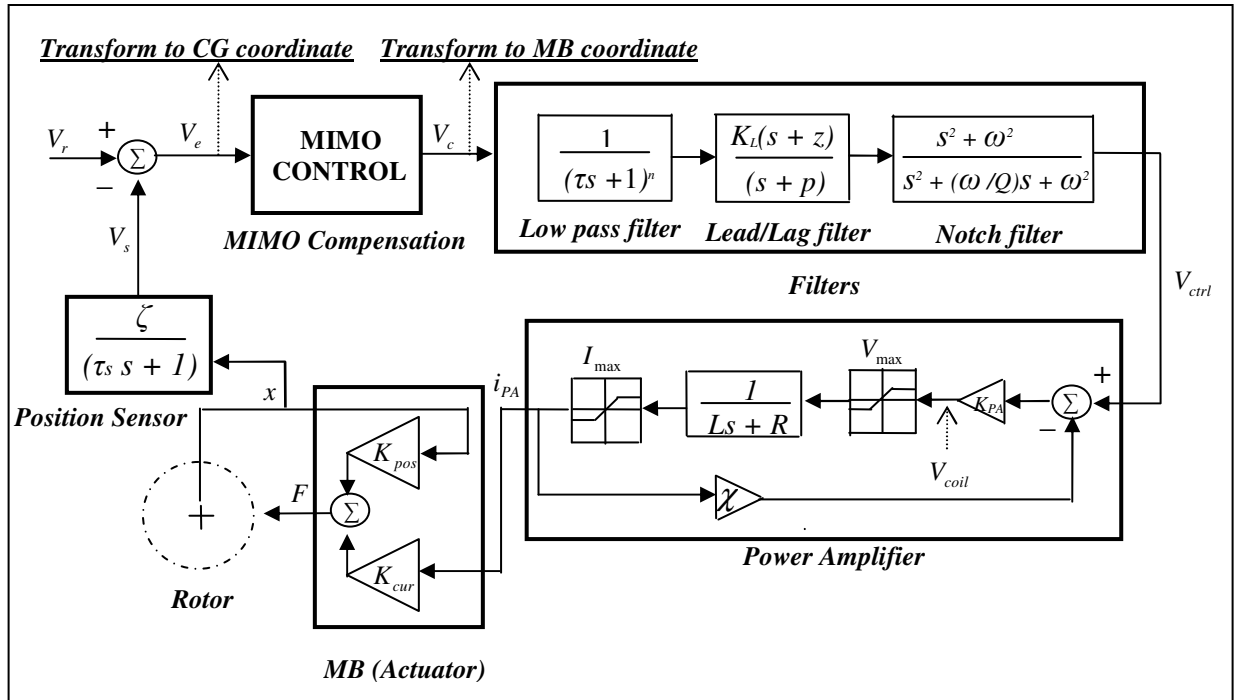 Transform to CG coordinate
Transform to MB coordinate
V_r
+
−
Σ
V_e
MIMO
CONTROL
MIMO Compensation
V_c
1
(τs +1)^n
Low pass filter
K_L(s + z)
(s + p)
Lead/Lag filter
s² + ω²
s² + (ω /Q)s + ω²
Notch filter
Filters
V_s
V_ctrl
ζ
(τs s + 1)
Position Sensor
x
i_PA
I_max
1
Ls + R
V_max
K_PA
V_coil
Σ
+
−
χ
Power Amplifier
K_pos
Σ
F
K_cur
+
Rotor
MB (Actuator)